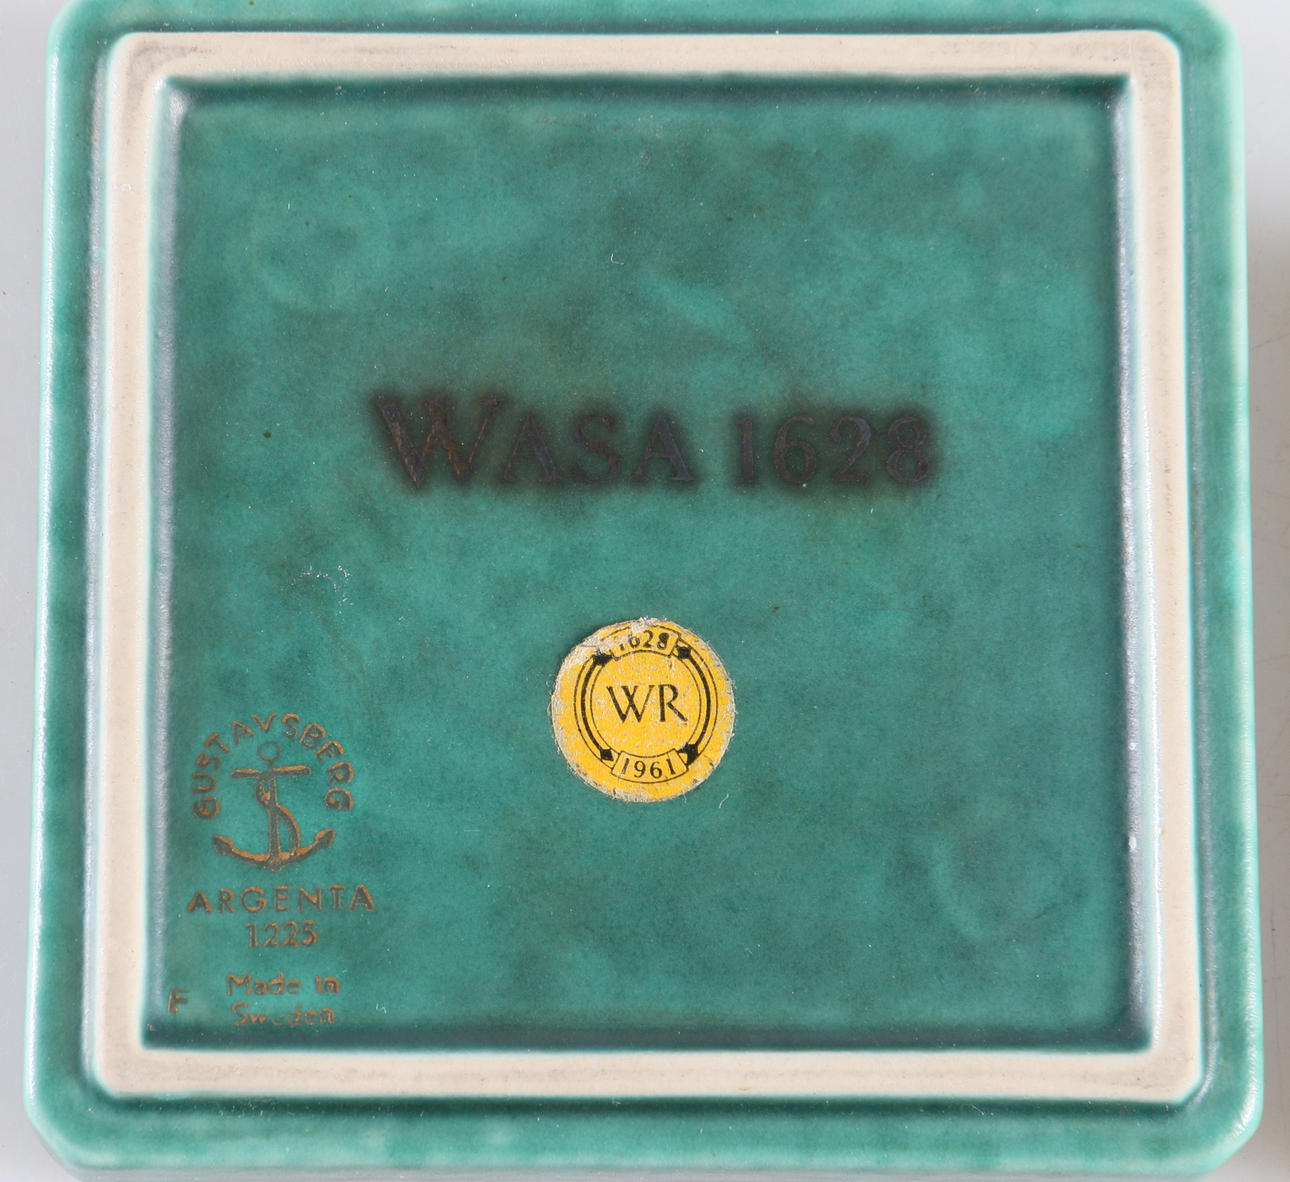 WASA 1628
1628
WR
1961
GUSTAVSBERG
ARGENTA
1225
Made in
Sweden
F